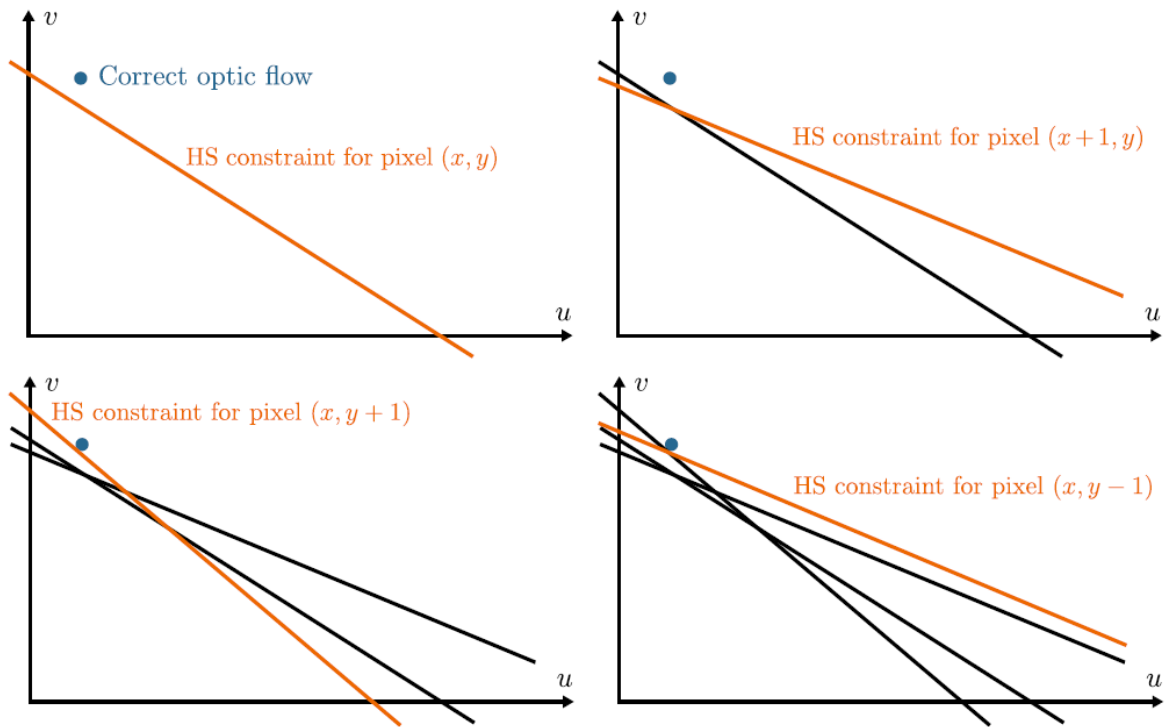 v
Correct optic flow
HS constraint for pixel (x, y)
u
v
HS constraint for pixel (x + 1, y)
u
v
HS constraint for pixel (x, y + 1)
u
v
HS constraint for pixel (x, y − 1)
u